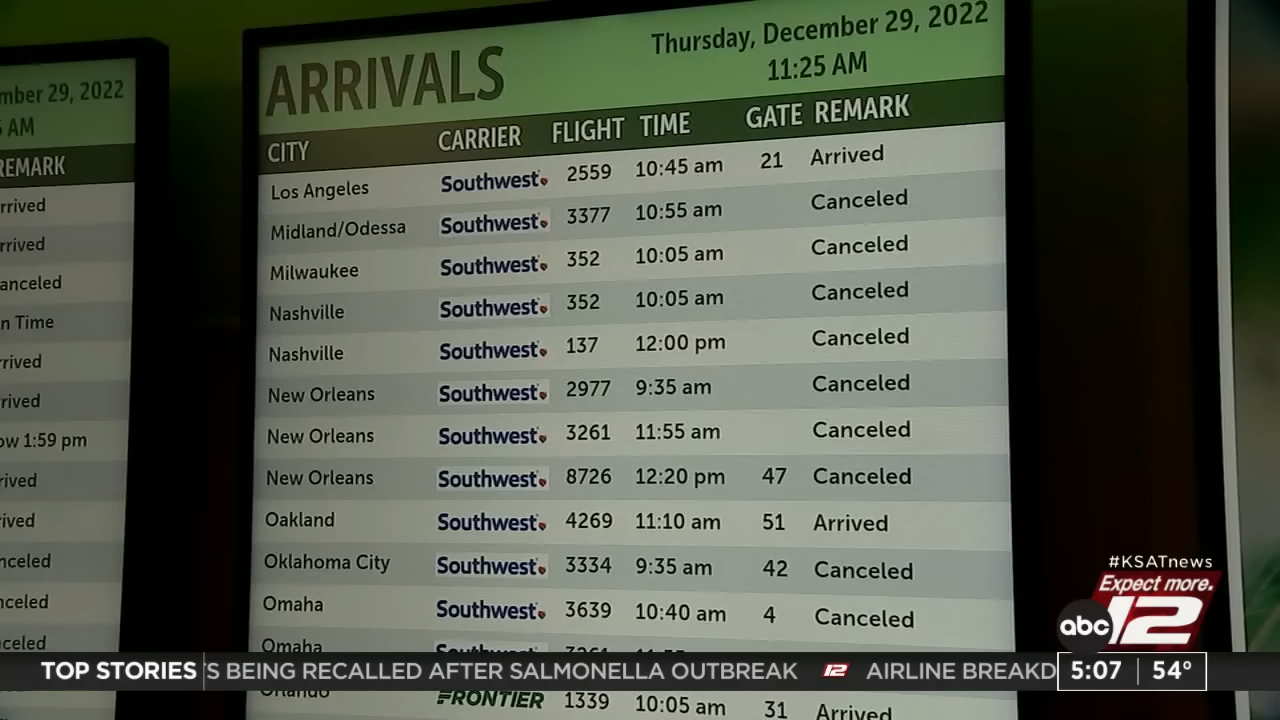 mber 29, 2022
AM
REMARK
rrived
rrived
anceled
n Time
rrived
rrived
ow 1:59 pm
rived
ived
nceled
nceled
celed
ARRIVALS
Thursday, December 29, 2022
11:25 AM
CITY CARRIER FLIGHT TIME GATE REMARK
Los Angeles Southwest 2559 10:45 am 21 Arrived
Midland/Odessa Southwest 3377 10:55 am Canceled
Milwaukee Southwest 352 10:05 am Canceled
Nashville Southwest 352 10:05 am Canceled
Nashville Southwest 137 12:00 pm Canceled
New Orleans Southwest 2977 9:35 am Canceled
New Orleans Southwest 3261 11:55 am Canceled
New Orleans Southwest 8726 12:20 pm 47 Canceled
Oakland Southwest 4269 11:10 am 51 Arrived
Oklahoma City Southwest 3334 9:35 am 42 Canceled
Omaha Southwest 3639 10:40 am 4 Canceled
Omaha Southwest
Orlando FRONTIER 1339 10:05 am 31 Arrived
#KSATnews
Expect more.
abc 12
TOP STORIES 'S BEING RECALLED AFTER SALMONELLA OUTBREAK 12 AIRLINE BREAKD 5:07 54°